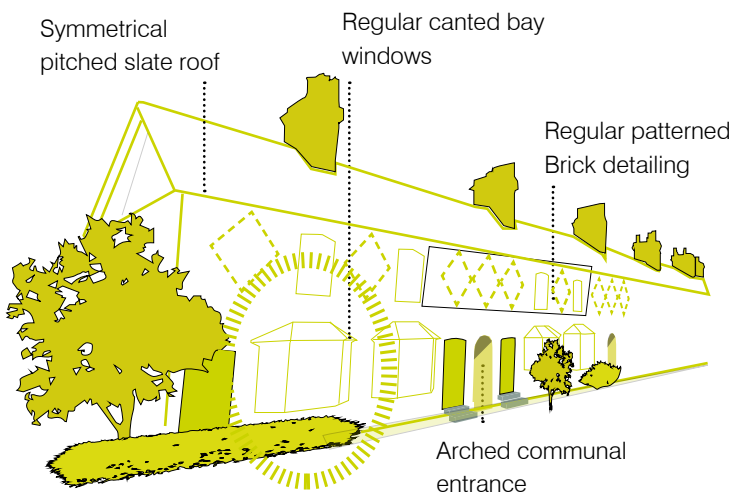 Symmetrical
pitched slate roof
Regular canted bay
windows
Regular patterned
Brick detailing
Arched communal
entrance